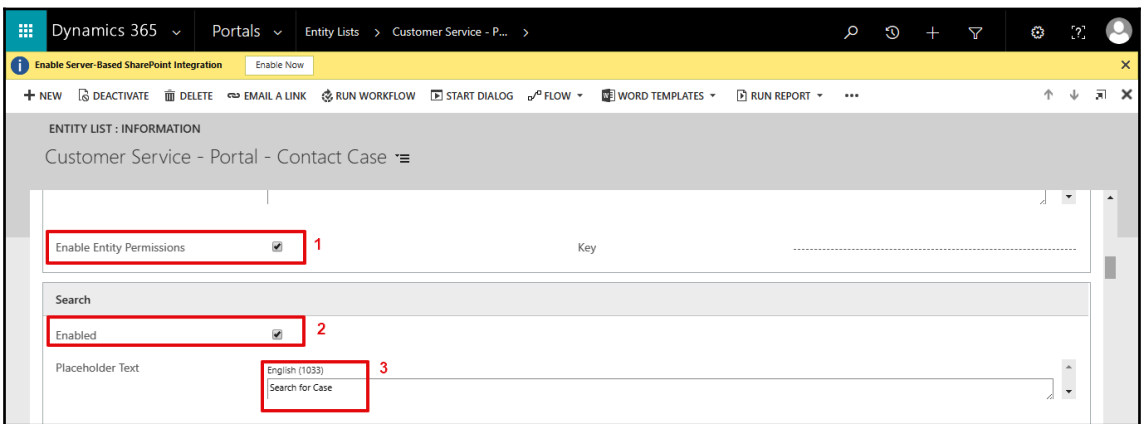 Dynamics 365 Portals Entity Lists > Customer Service - P... >
Enable Server-Based SharePoint Integration Enable Now
NEW DEACTIVATE DELETE EMAIL A LINK RUN WORKFLOW START DIALOG FLOW WORD TEMPLATES RUN REPORT ...
ENTITY LIST : INFORMATION
Customer Service - Portal - Contact Case
Enable Entity Permissions 1 Key
Search
Enabled 2
Placeholder Text English (1033) 3
Search for Case